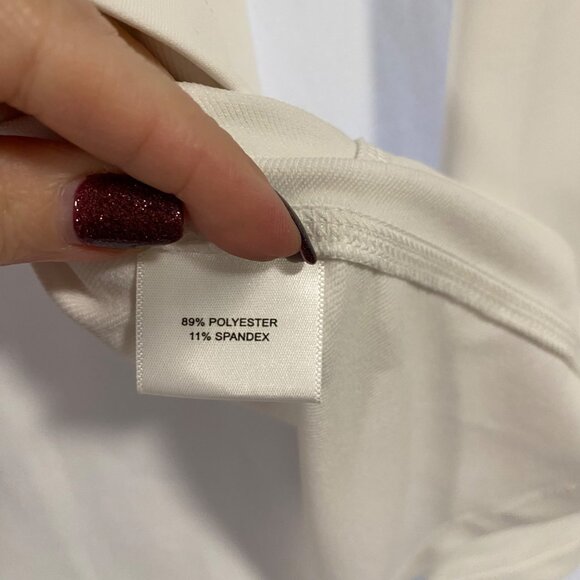 89% POLYESTER
11% SPANDEX